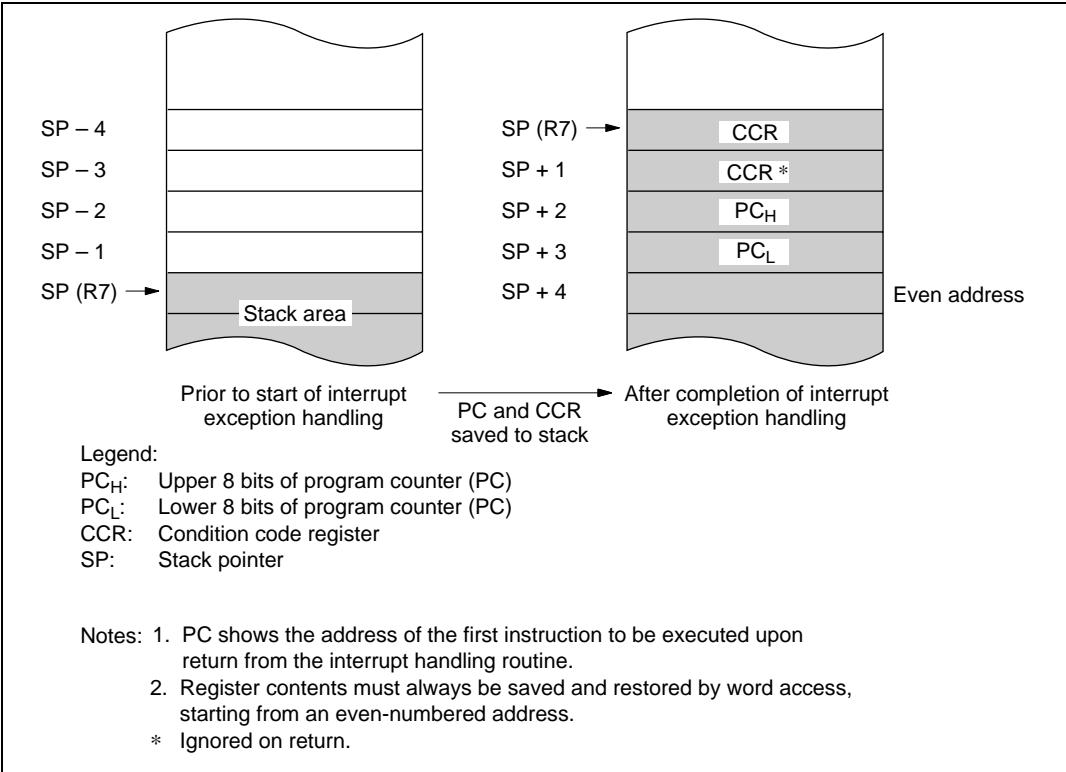 SP – 4
SP – 3
SP – 2
SP – 1
SP (R7)
Stack area
SP (R7)
SP + 1
SP + 2
SP + 3
SP + 4
CCR
CCR *
PCH
PCL
Even address
Prior to start of interrupt
exception handling
PC and CCR
saved to stack
After completion of interrupt
exception handling
Legend:
PCH: Upper 8 bits of program counter (PC)
PCL: Lower 8 bits of program counter (PC)
CCR: Condition code register
SP: Stack pointer
Notes: 1. PC shows the address of the first instruction to be executed upon
return from the interrupt handling routine.
2. Register contents must always be saved and restored by word access,
starting from an even-numbered address.
* Ignored on return.